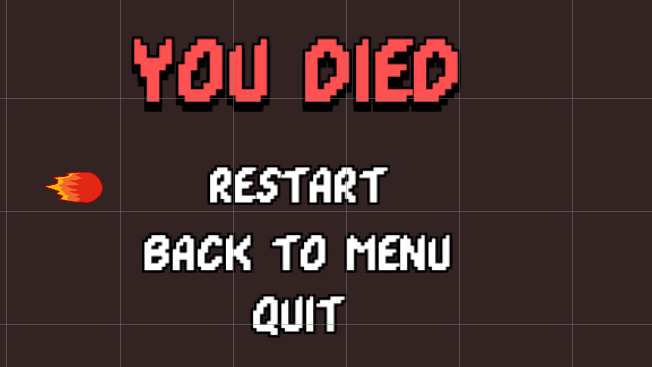 YOU DIED
RESTART
BACK TO MENU
QUIT